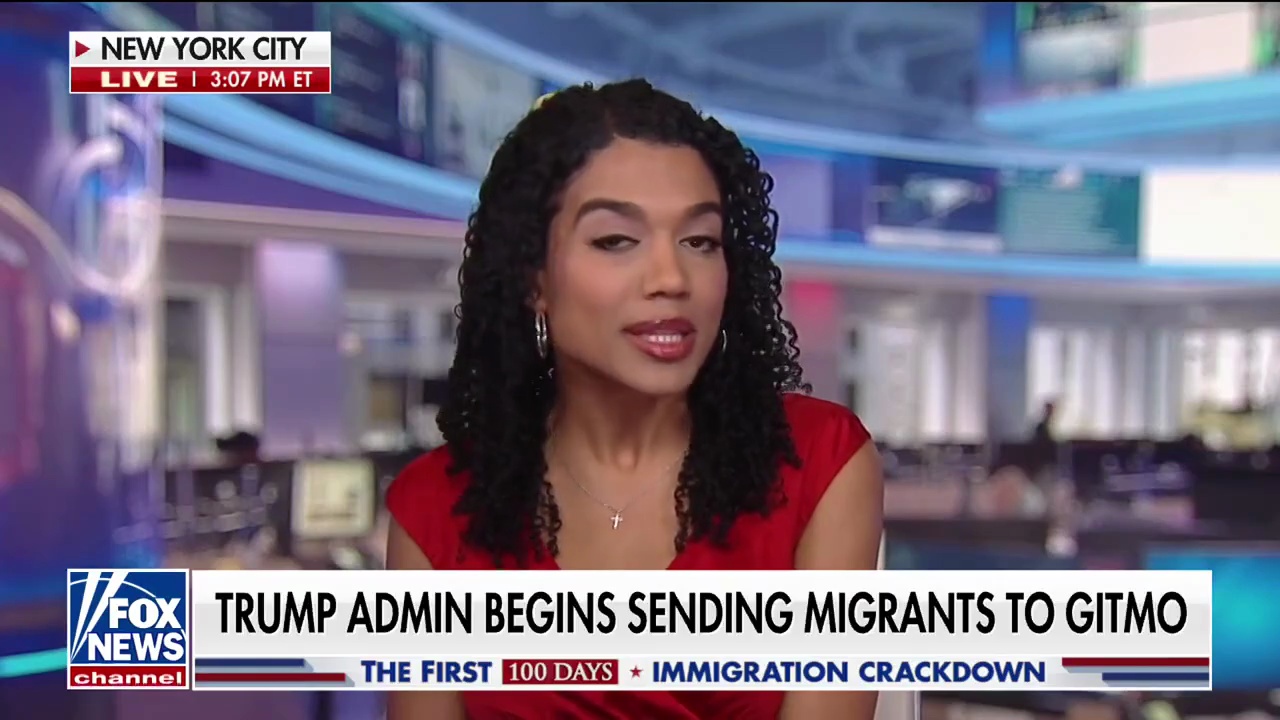 NEW YORK CITY
LIVE | 3:07 PM ET
FOX
NEWS
channel
TRUMP ADMIN BEGINS SENDING MIGRANTS TO GITMO
THE FIRST 100 DAYS ★ IMMIGRATION CRACKDOWN